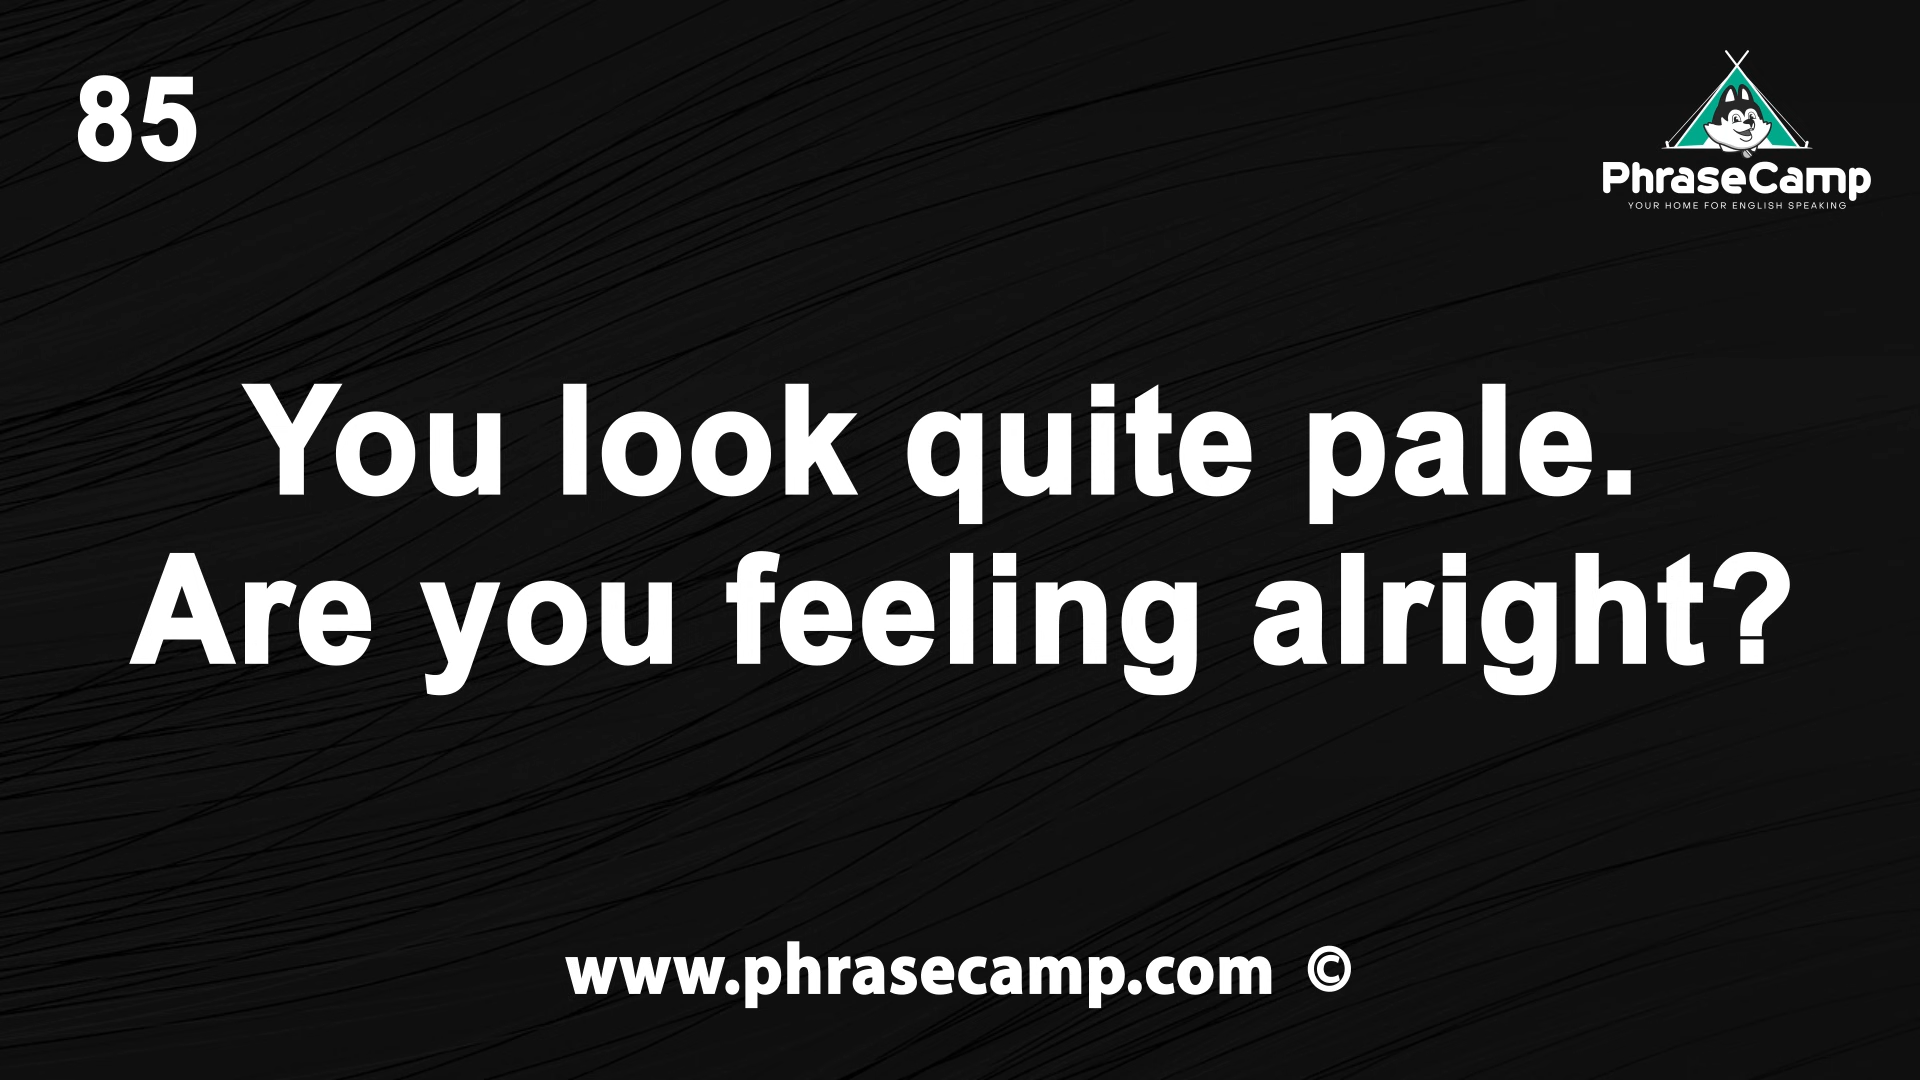 85
PhraseCamp
YOUR HOME FOR ENGLISH SPEAKING
You look quite pale.
Are you feeling alright?
www.phrasecamp.com ©